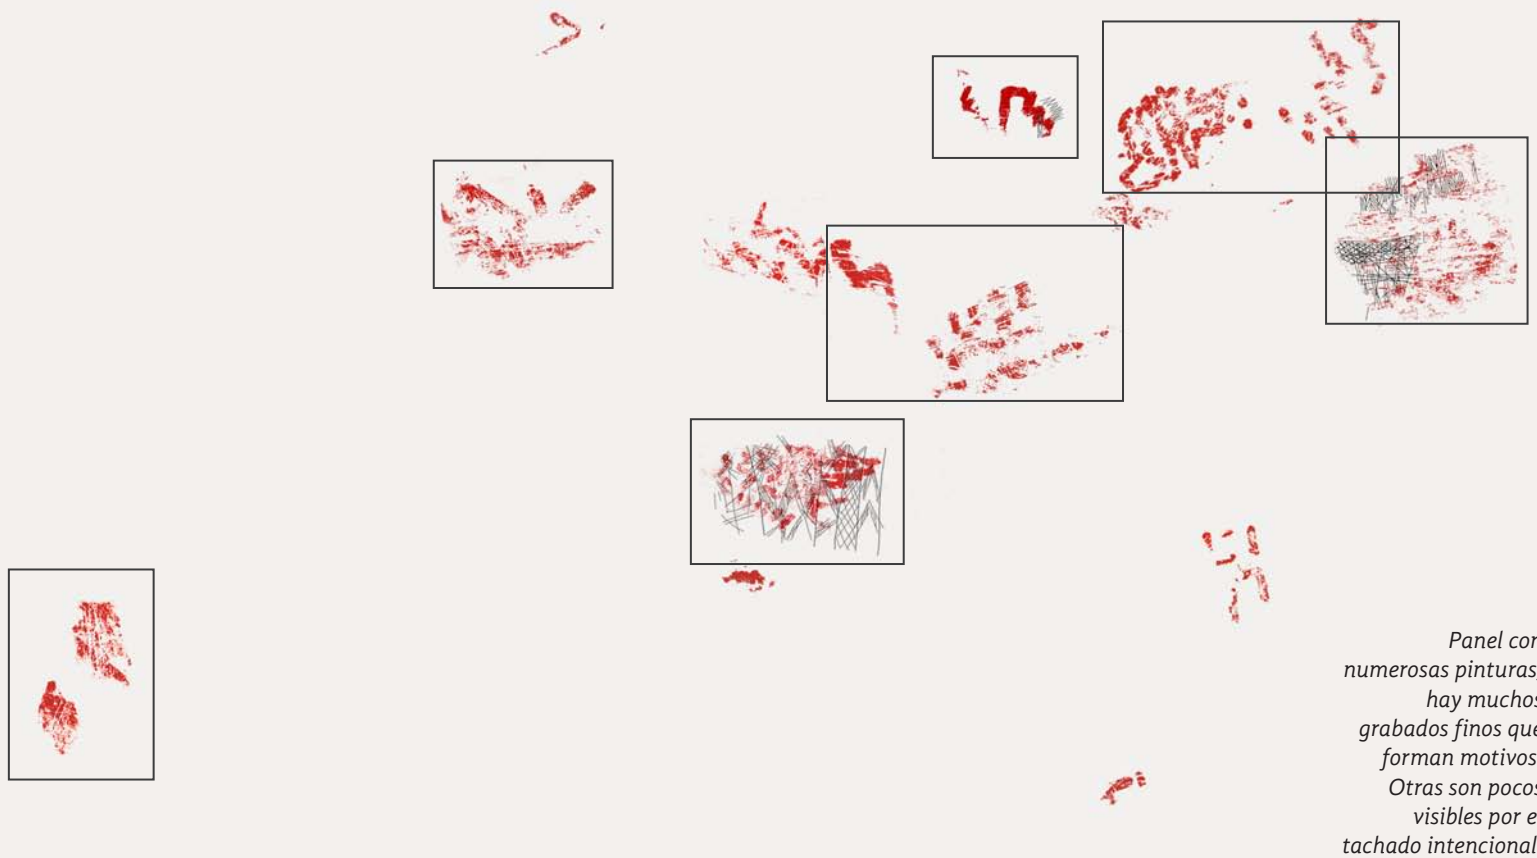 Panel con
numerosas pinturas,
hay muchos
grabados finos que
forman motivos.
Otras son pocos
visibles por el
tachado intencional.